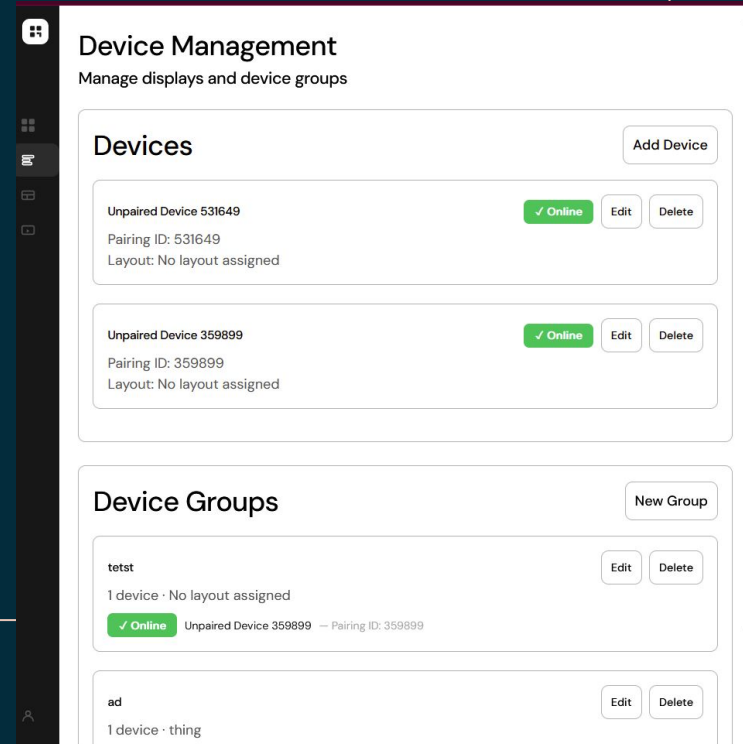 Device Management
Manage displays and device groups
Devices
Add Device
Unpaired Device 531649
✓ Online
Edit
Delete
Pairing ID: 531649
Layout: No layout assigned
Unpaired Device 359899
✓ Online
Edit
Delete
Pairing ID: 359899
Layout: No layout assigned
Device Groups
New Group
tetst
Edit
Delete
1 device · No layout assigned
✓ Online Unpaired Device 359899 — Pairing ID: 359899
ad
Edit
Delete
1 device · thing